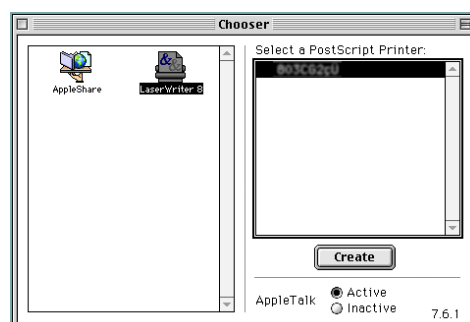 Chooser
AppleShare
LaserWriter 8
Select a PostScript Printer:
Create
AppleTalk
Active
Inactive
7.6.1